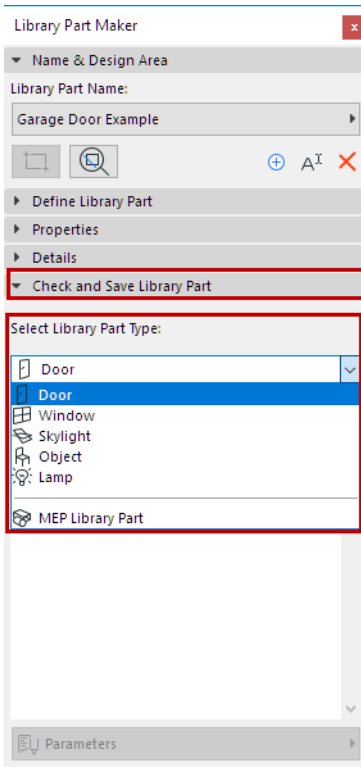 Library Part Maker
x
Name & Design Area
Library Part Name:
Garage Door Example
A
Define Library Part
Properties
Details
Check and Save Library Part
Select Library Part Type:
Door
Door
Window
Skylight
Object
Lamp
MEP Library Part
Parameters